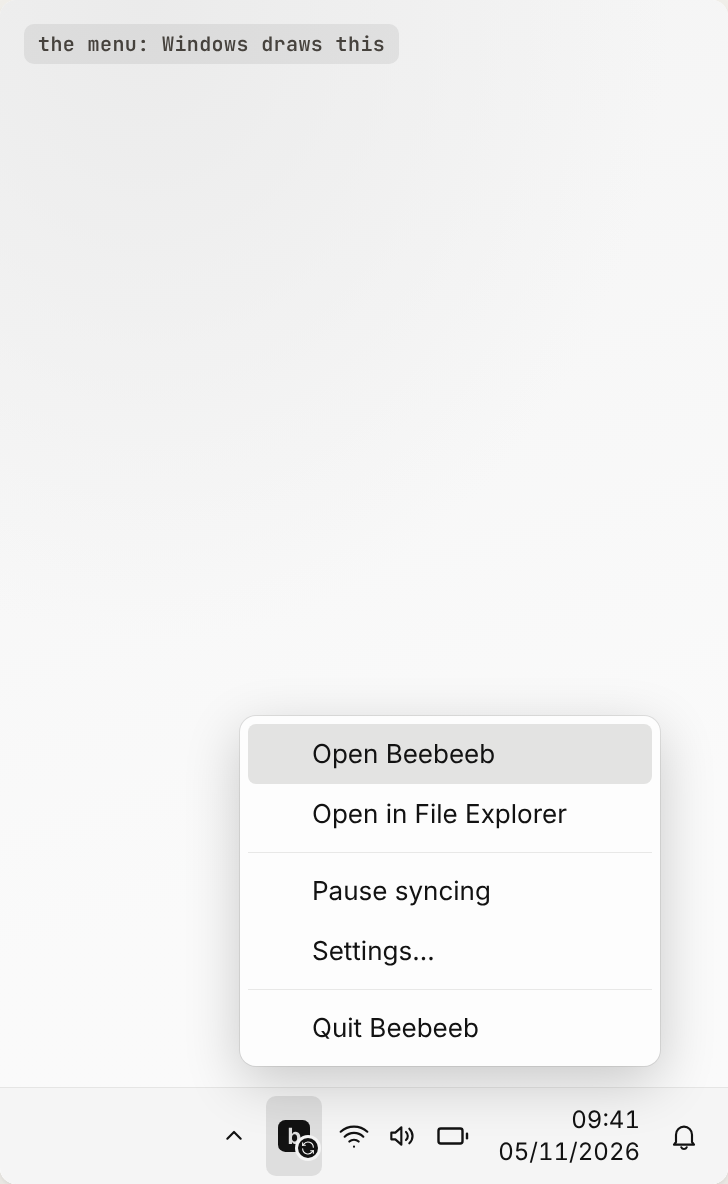 the menu: Windows draws this
Open Beebeeb
Open in File Explorer
Pause syncing
Settings...
Quit Beebeeb
b
09:41
05/11/2026